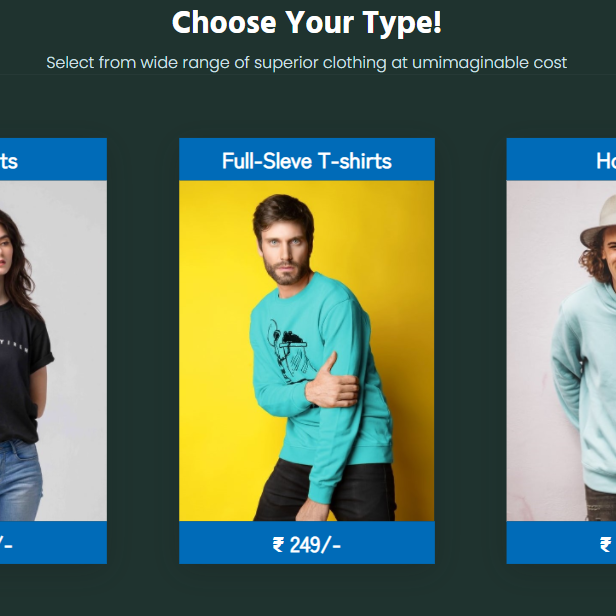 Choose Your Type!
Select from wide range of superior clothing at umimaginable cost
ts
Full-Sleve T-shirts
Ho
/-
₹ 249/-
₹